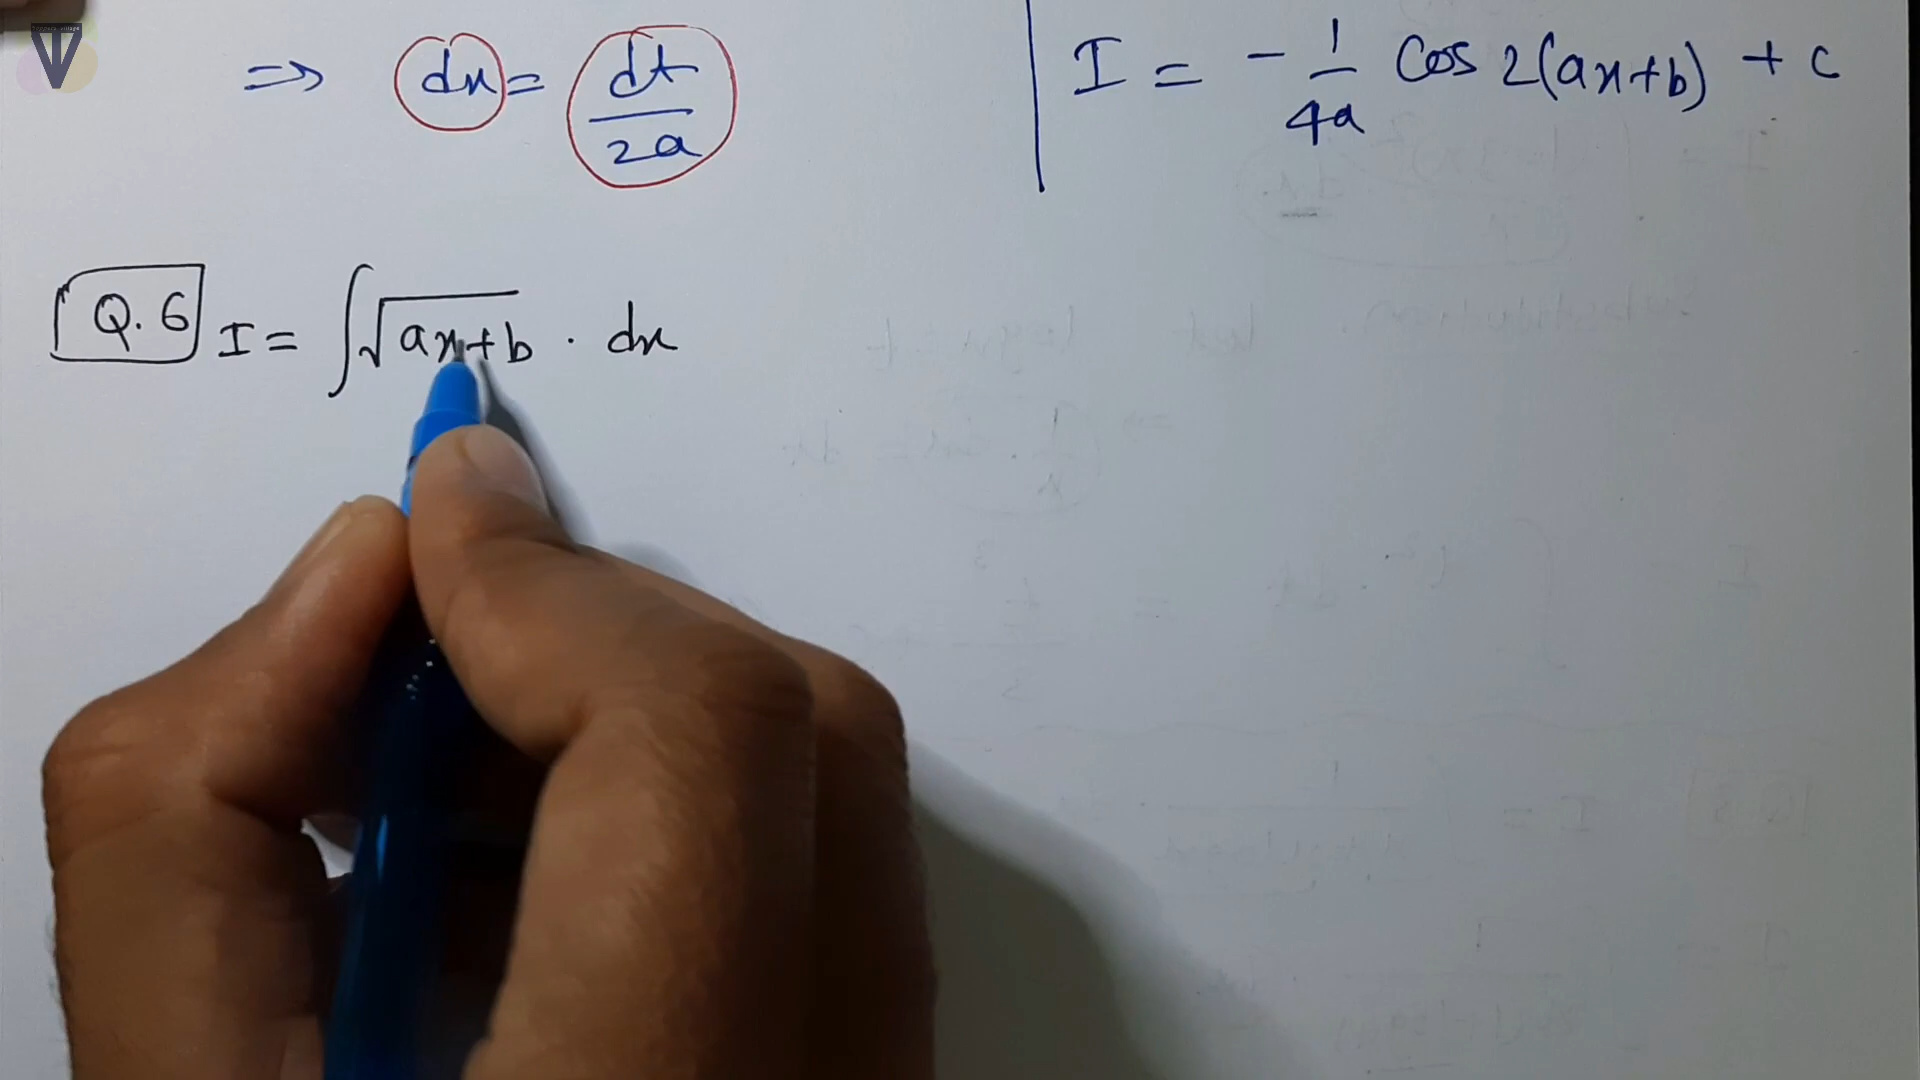 ⇒ dx = dt/2a
I = - 1/4a Cos 2(ax+b) + c
Q. 6 I = ∫√ax+b · dx